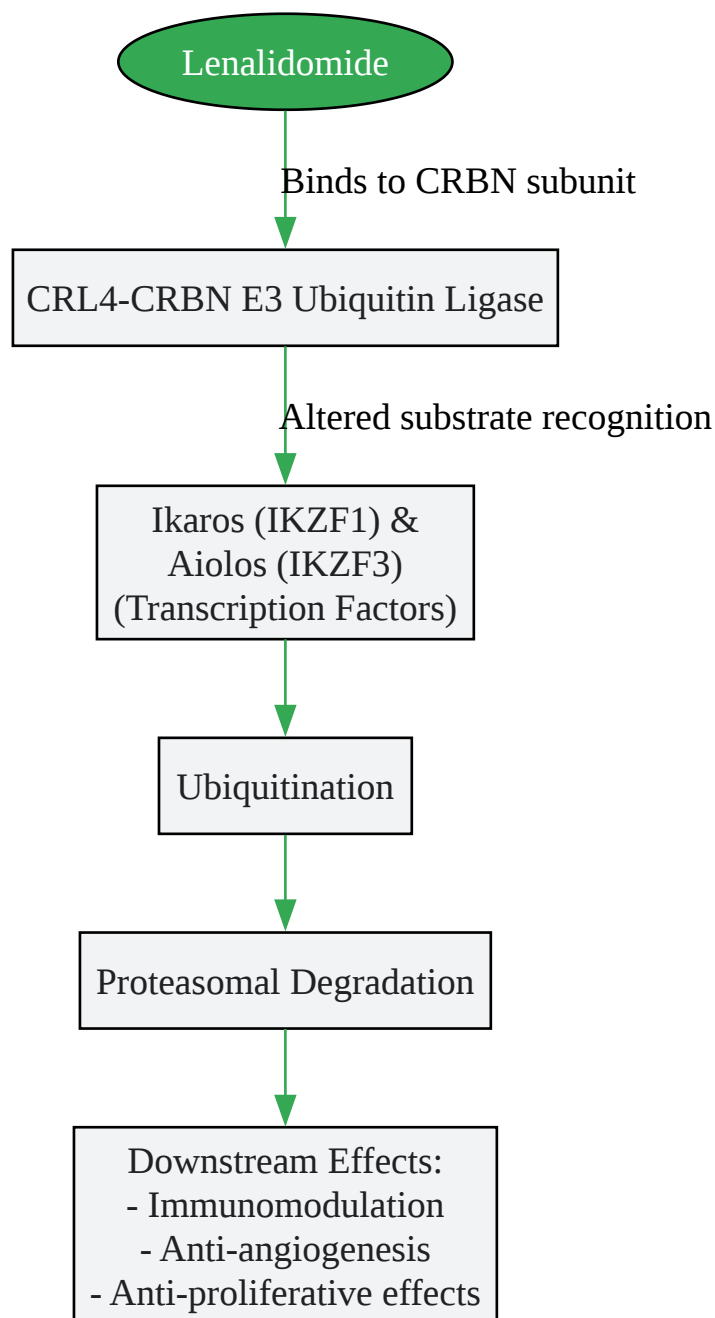 Lenalidomide
Binds to CRBN subunit
CRL4-CRBN E3 Ubiquitin Ligase
Altered substrate recognition
Ikaros (IKZF1) &
Aiolos (IKZF3)
(Transcription Factors)
Ubiquitination
Proteasomal Degradation
Downstream Effects:
- Immunomodulation
- Anti-angiogenesis
- Anti-proliferative effects